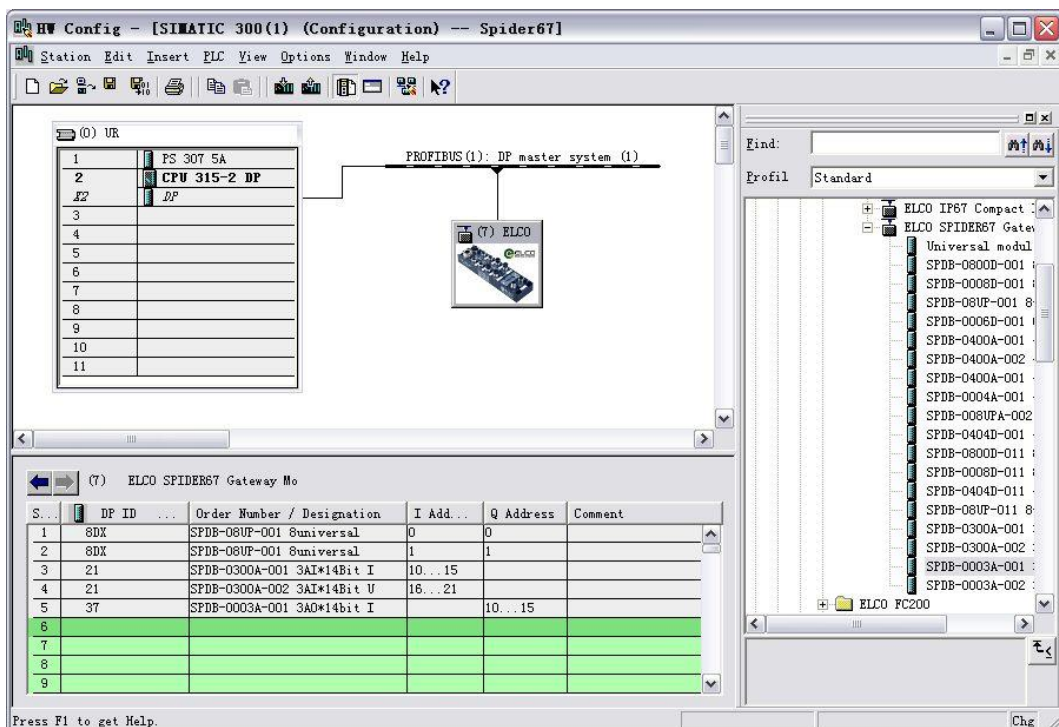 HW Config - [SIMATIC 300(1) (Configuration) -- Spider67]
Station Edit Insert PLC View Options Window Help
(0) UR
1 PS 307 5A
2 CPU 315-2 DP
X2 DP
3
4
5
6
7
8
9
10
11
PROFIBUS(1): DP master system (1)
(7) ELCO
ELCO
Find:
Profil Standard
ELCO IP67 Compact
ELCO SPIDER67 Gatew
Universal modul
SPDB-0800D-001
SPDB-0008D-001
SPDB-08UP-001 8
SPDB-0006D-001
SPDB-0400A-001
SPDB-0400A-002
SPDB-0400A-001
SPDB-0004A-001
SPDB-008UPA-002
SPDB-0404D-001
SPDB-0800D-011
SPDB-0008D-011
SPDB-0404D-011
SPDB-08UP-011 8
SPDB-0300A-001
SPDB-0300A-002
SPDB-0003A-001
SPDB-0003A-002
ELCO FC200
(7) ELCO SPIDER67 Gateway Mo
S... DP ID ... Order Number / Designation I Add... Q Address Comment
1 8DX SPDB-08UP-001 8universal 0 0
2 8DX SPDB-08UP-001 8universal 1 1
3 21 SPDB-0300A-001 3AI*14Bit I 10...15
4 21 SPDB-0300A-002 3AI*14Bit U 16...21
5 37 SPDB-0003A-001 3AO*14bit I 10...15
6
7
8
9
Press F1 to get Help.
Chg